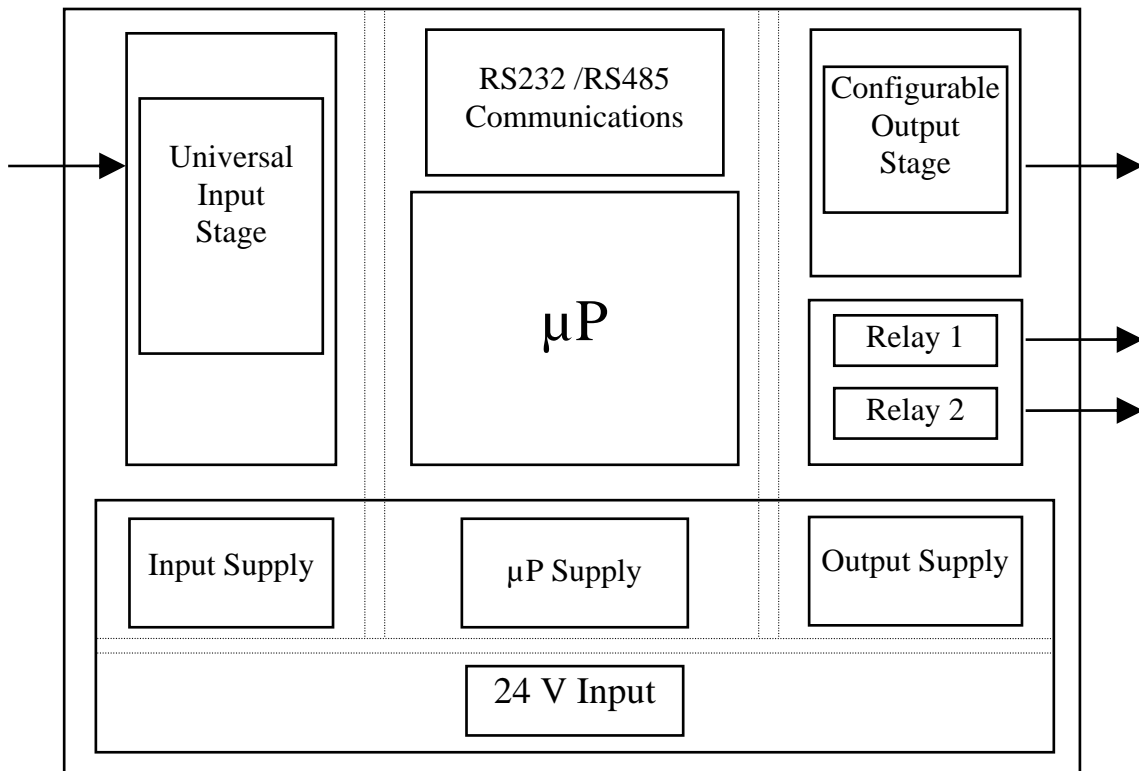 RS232 /RS485
Communications
Configurable
Output
Stage
Universal
Input
Stage
µP
Relay 1
Relay 2
Input Supply
µP Supply
Output Supply
24 V Input